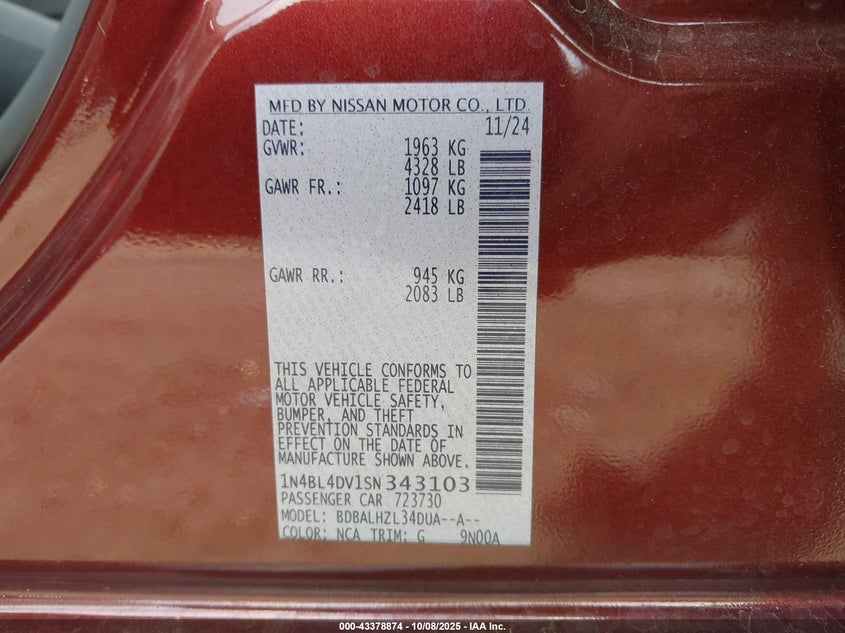 MFD BY NISSAN MOTOR CO., LTD.
DATE: 11/24
GVWR: 1963 KG
4328 LB
GAWR FR.: 1097 KG
2418 LB
GAWR RR.: 945 KG
2083 LB
THIS VEHICLE CONFORMS TO
ALL APPLICABLE FEDERAL
MOTOR VEHICLE SAFETY,
BUMPER, AND THEFT
PREVENTION STANDARDS IN
EFFECT ON THE DATE OF
MANUFACTURE SHOWN ABOVE.
1N4BL4DV1SN343103
PASSENGER CAR 723730
MODEL: BDBALHZL34DUA--A--
COLOR: NCA TRIM: G 9N00A
000-43378874 - 10/08/2025 - IAA Inc.